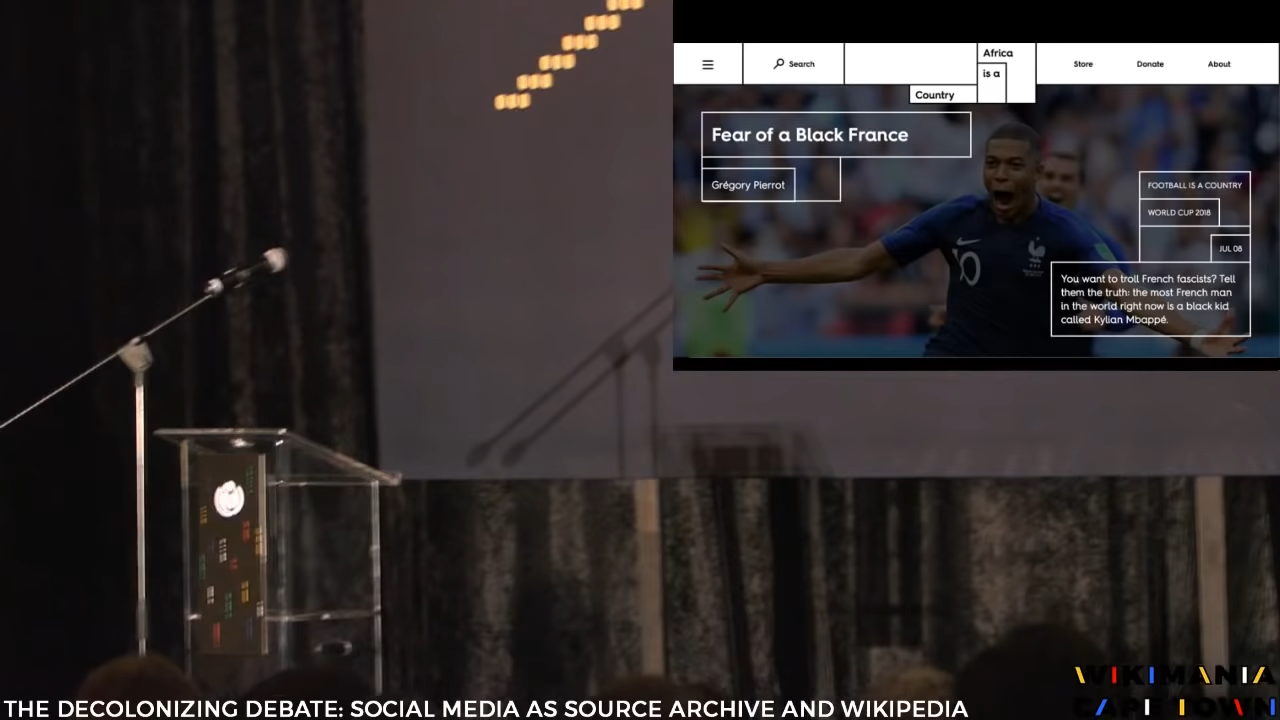 Search
Africa
is a
Country
Store
Donate
About
Fear of a Black France
Grégory Pierrot
FOOTBALL IS A COUNTRY
WORLD CUP 2018
JUL 08
10
You want to troll French fascists? Tell
them the truth: the most French man
in the world right now is a black kid
called Kylian Mbappé.
WIKIMANIA
CAPE TOWN
THE DECOLONIZING DEBATE: SOCIAL MEDIA AS SOURCE ARCHIVE AND WIKIPEDIA